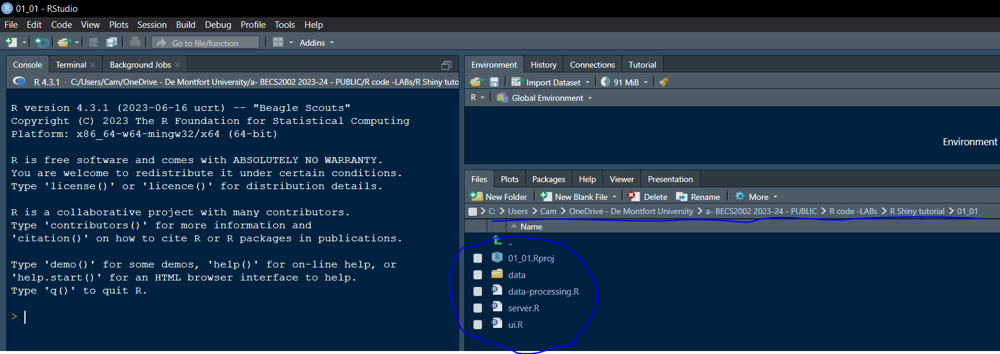 01_01 - RStudio
File Edit Code View Plots Session Build Debug Profile Tools Help
Go to file/function Addins
Console Terminal Background Jobs
R 4.3.1 · C:/Users/Cam/OneDrive - De Montfort University/a- BECS2002 2023-24 - PUBLIC/R code -LABs/R Shiny tuto
R version 4.3.1 (2023-06-16 ucrt) -- "Beagle Scouts"
Copyright (C) 2023 The R Foundation for Statistical Computing
Platform: x86_64-w64-mingw32/x64 (64-bit)
R is free software and comes with ABSOLUTELY NO WARRANTY.
You are welcome to redistribute it under certain conditions.
Type 'license()' or 'licence()' for distribution details.
R is a collaborative project with many contributors.
Type 'contributors()' for more information and
'citation()' on how to cite R or R packages in publications.
Type 'demo()' for some demos, 'help()' for on-line help, or
'help.start()' for an HTML browser interface to help.
Type 'q()' to quit R.
>
Environment History Connections Tutorial
Import Dataset 91 MiB
R Global Environment
Environment
Files Plots Packages Help Viewer Presentation
New Folder New Blank File Delete Rename More
C: > Users > Cam > OneDrive - De Montfort University > a- BECS2002 2023-24 - PUBLIC > R code -LABs > R Shiny tutorial > 01_01
Name
..
01_01.Rproj
data
data-processing.R
server.R
ui.R